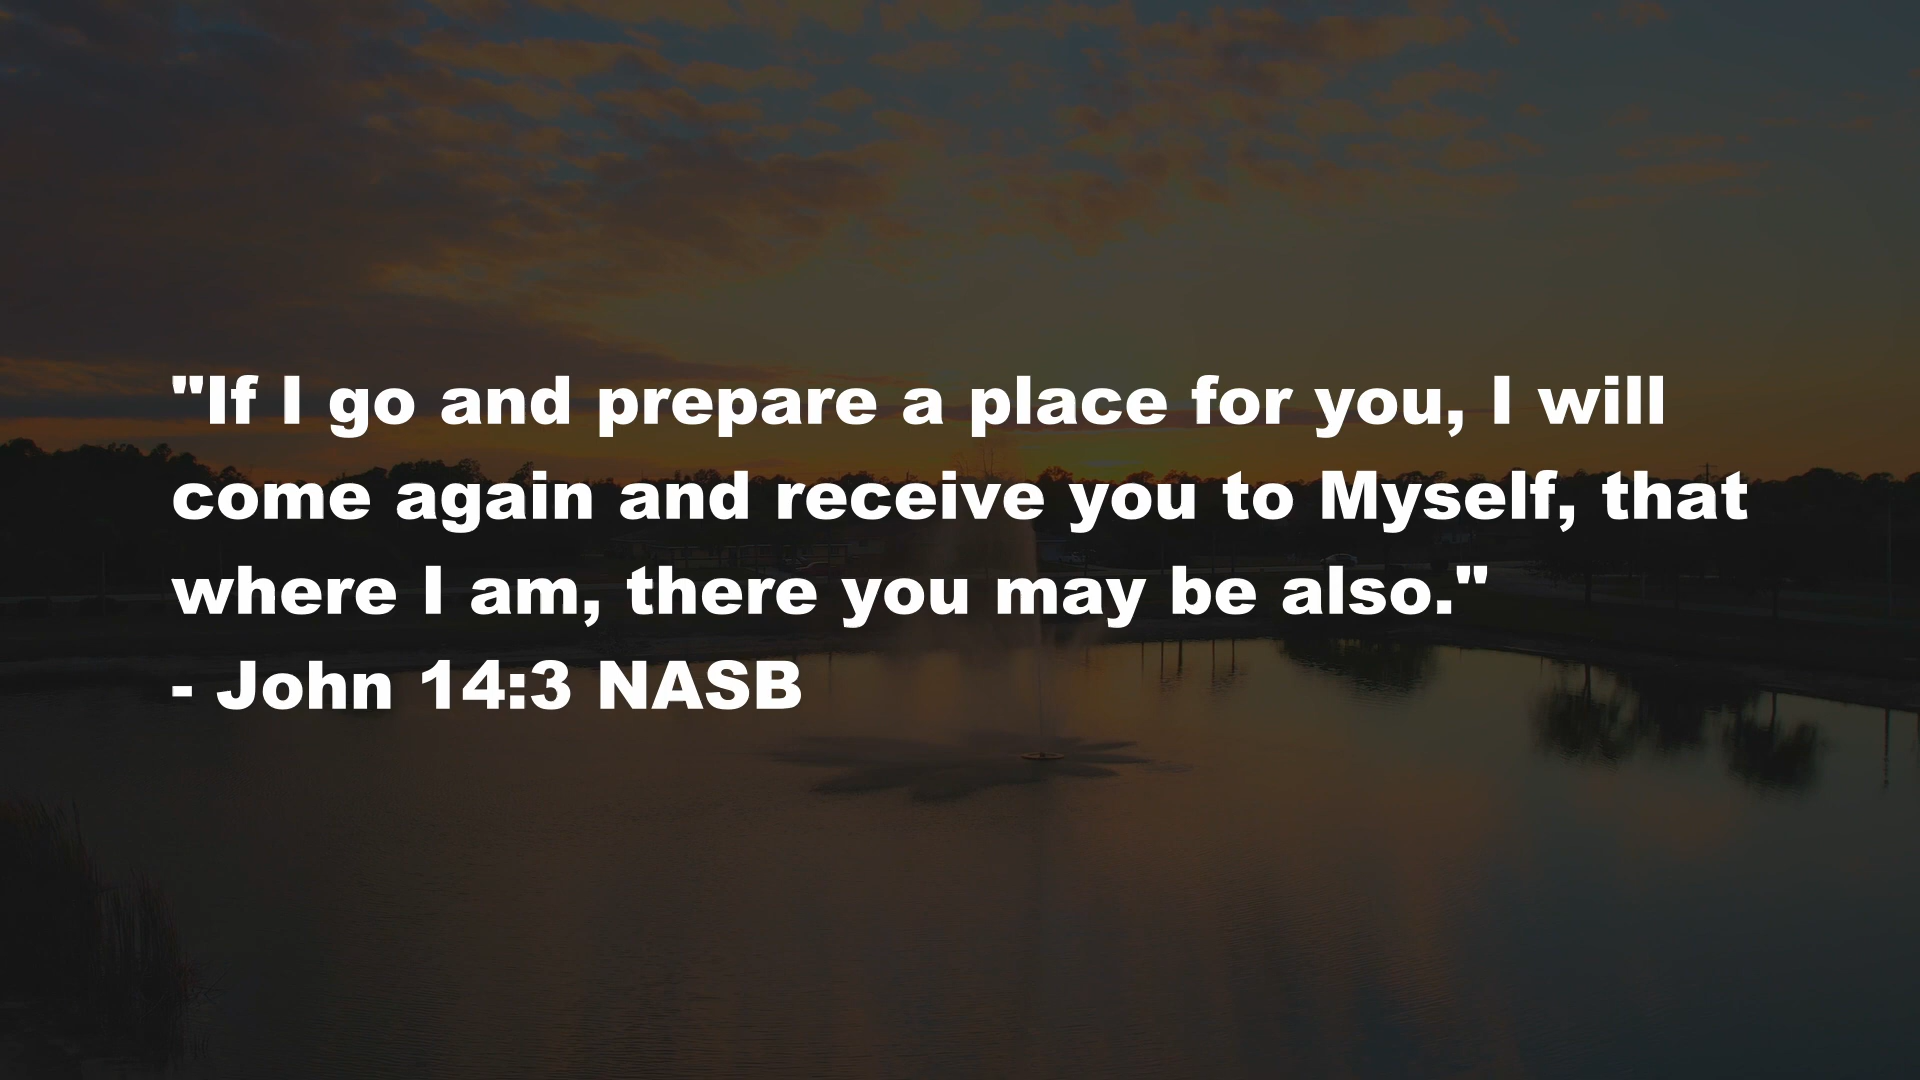 "If I go and prepare a place for you, I will
come again and receive you to Myself, that
where I am, there you may be also."
- John 14:3 NASB